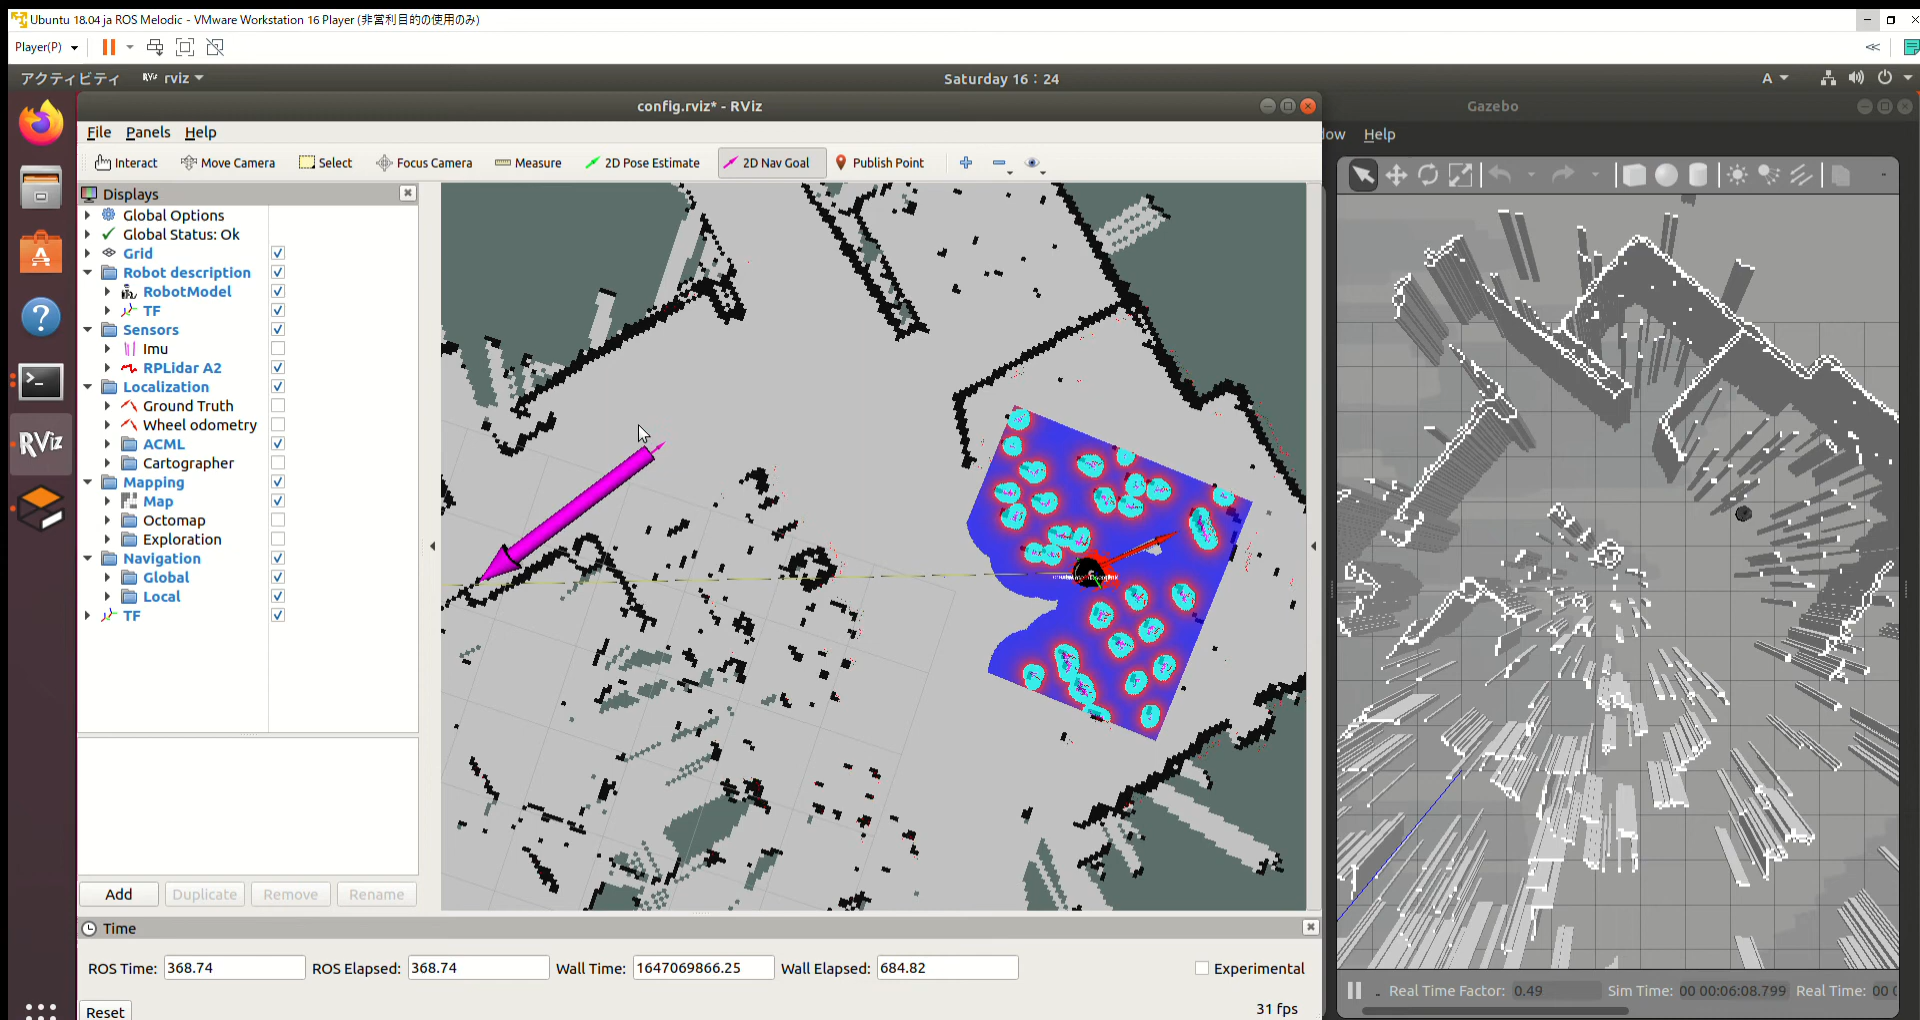 Ubuntu 18.04 ja ROS Melodic - VMware Workstation 16 Player (非営利目的の使用のみ)
Player(P)
アクティビティ
RViz rviz
Saturday 16：24
A
config.rviz* - RViz
Gazebo
File Panels Help
dow Help
Interact Move Camera Select Focus Camera Measure 2D Pose Estimate 2D Nav Goal Publish Point
Displays
Global Options
Global Status: Ok
Grid
Robot description
RobotModel
TF
Sensors
Imu
RPLidar A2
Localization
Ground Truth
Wheel odometry
ACML
Cartographer
Mapping
Map
Octomap
Exploration
Navigation
Global
Local
TF
RViz
Add Duplicate Remove Rename
Time
ROS Time: 368.74 ROS Elapsed: 368.74 Wall Time: 1647069866.25 Wall Elapsed: 684.82 Experimental
Reset
31 fps
Real Time Factor: 0.49 Sim Time: 00 00:06:08.799 Real Time: 00